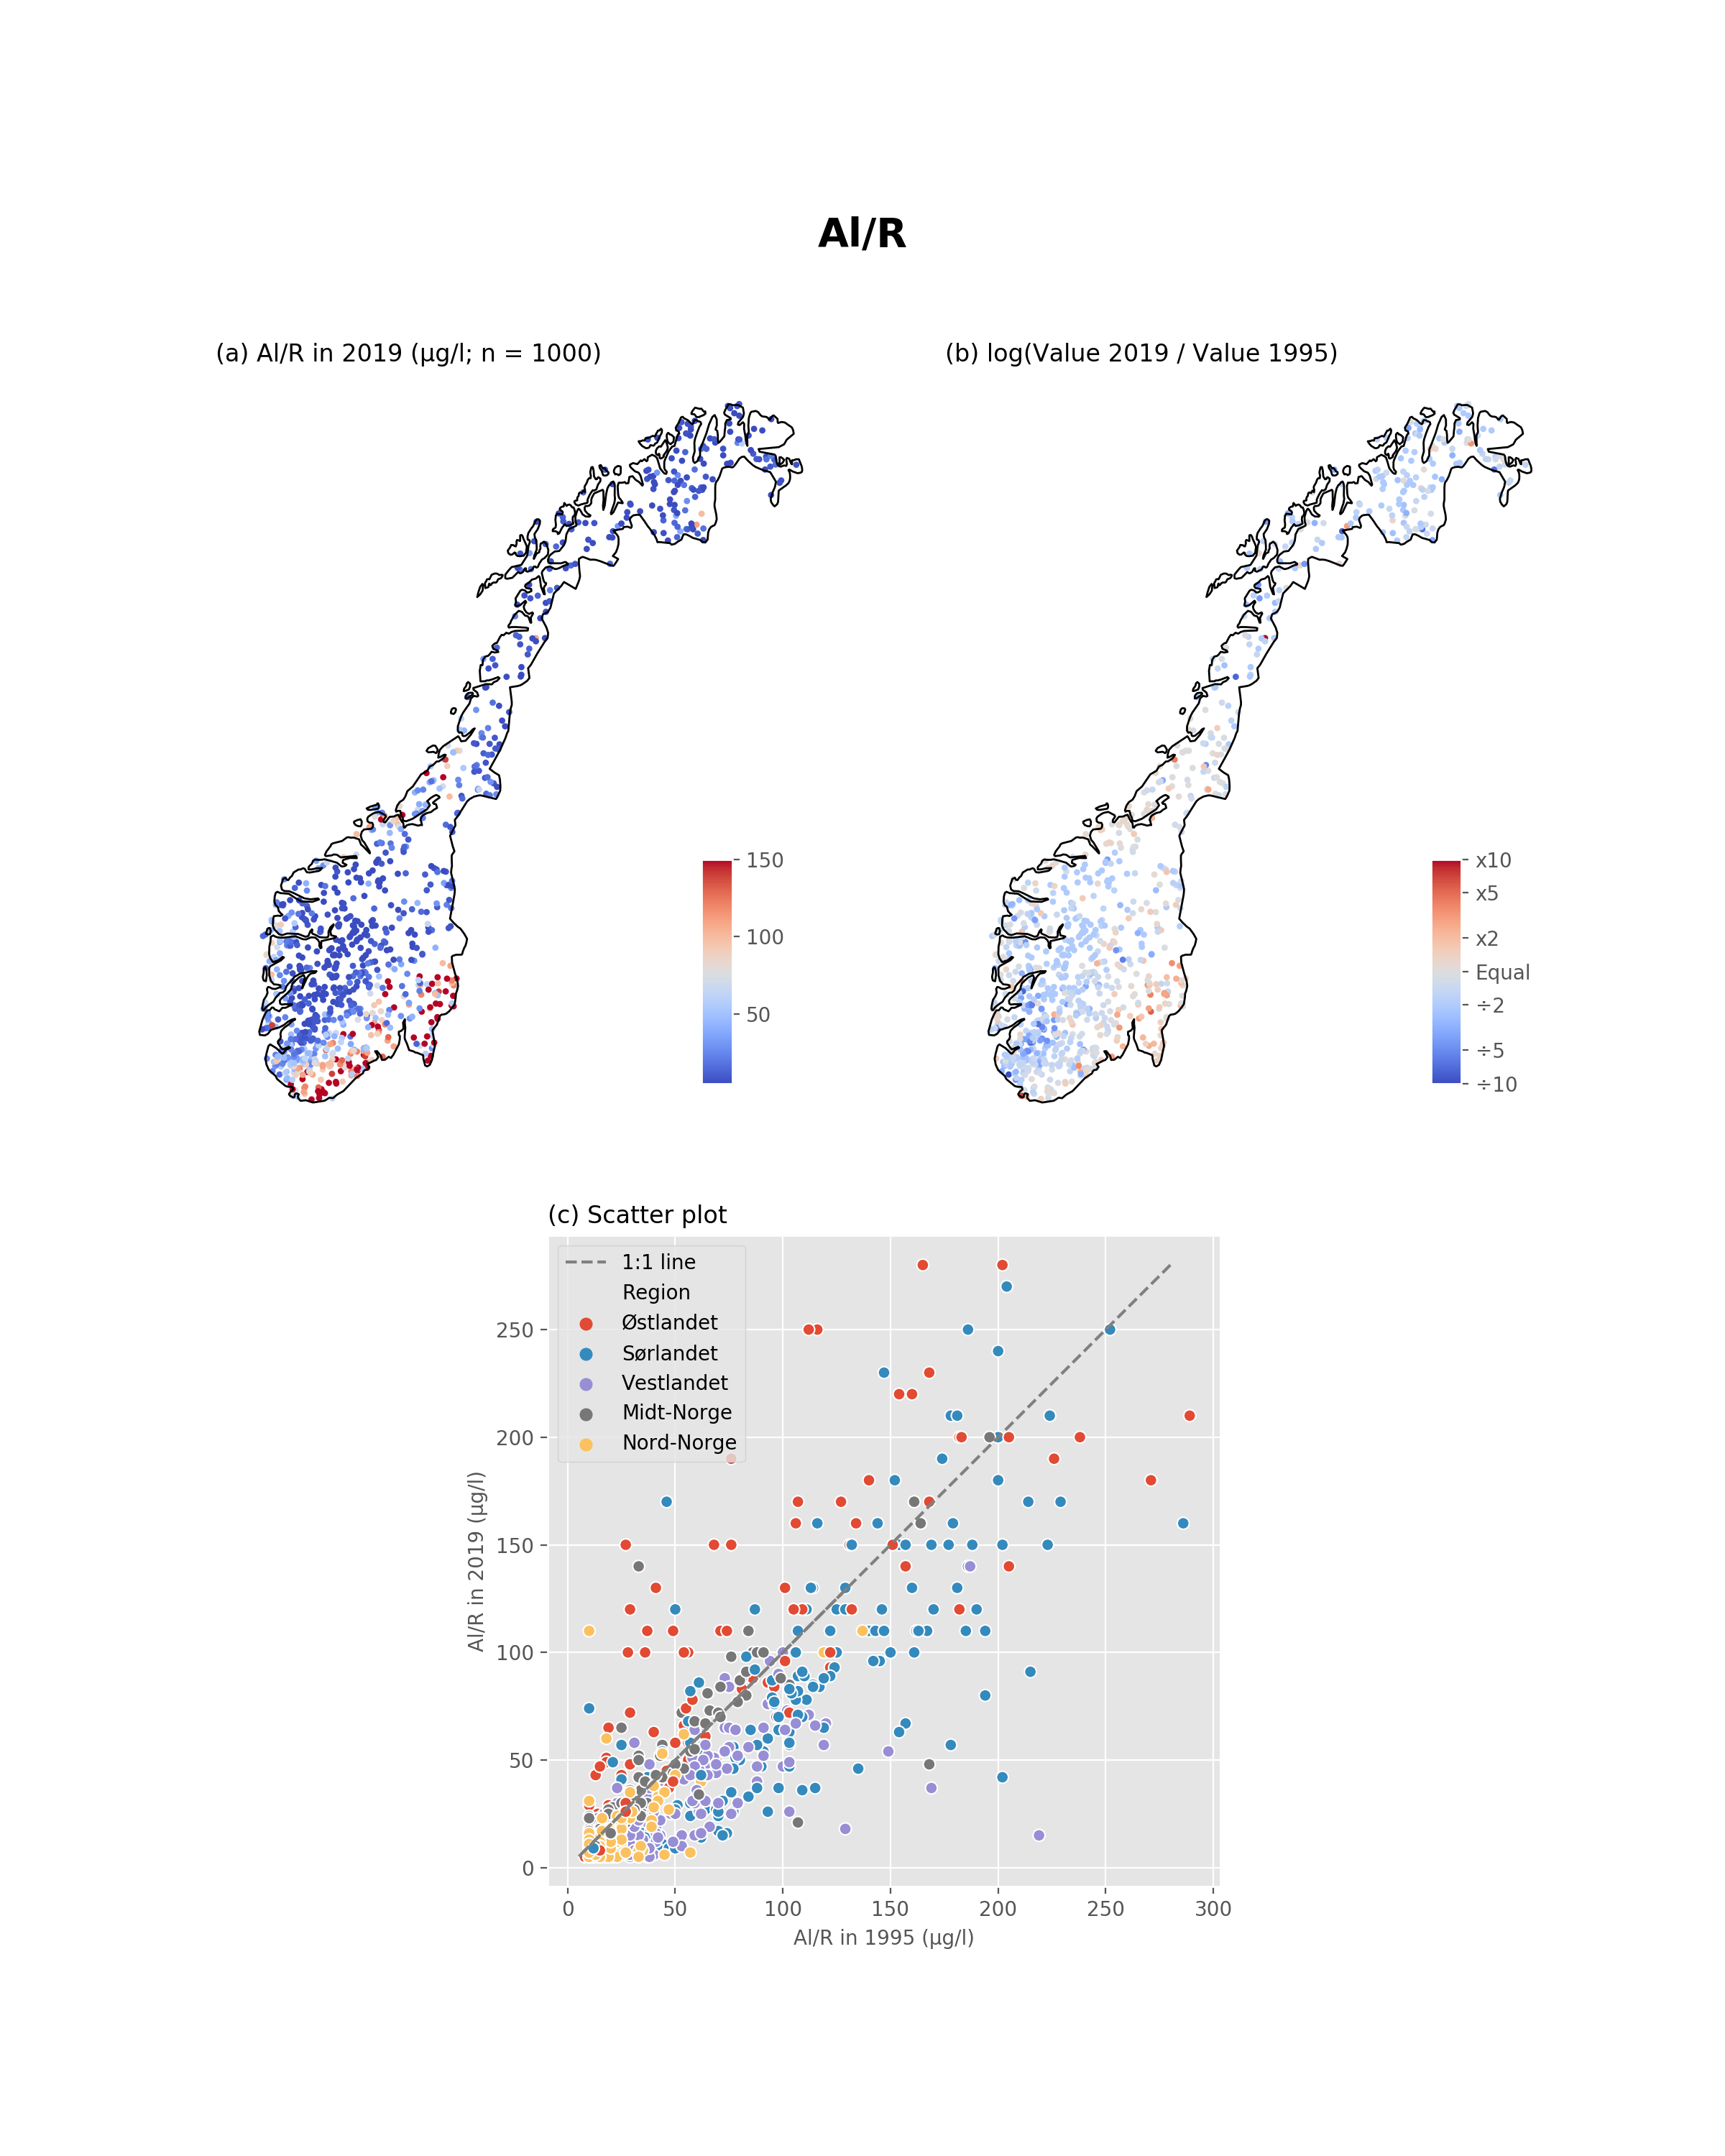 Al/R
(a) Al/R in 2019 (µg/l; n = 1000)
(b) log(Value 2019 / Value 1995)
150
100
50
x10
x5
x2
Equal
÷2
÷5
÷10
(c) Scatter plot
1:1 line
Region
Østlandet
Sørlandet
Vestlandet
Midt-Norge
Nord-Norge
250
200
150
100
50
0
Al/R in 2019 (µg/l)
0 50 100 150 200 250 300
Al/R in 1995 (µg/l)